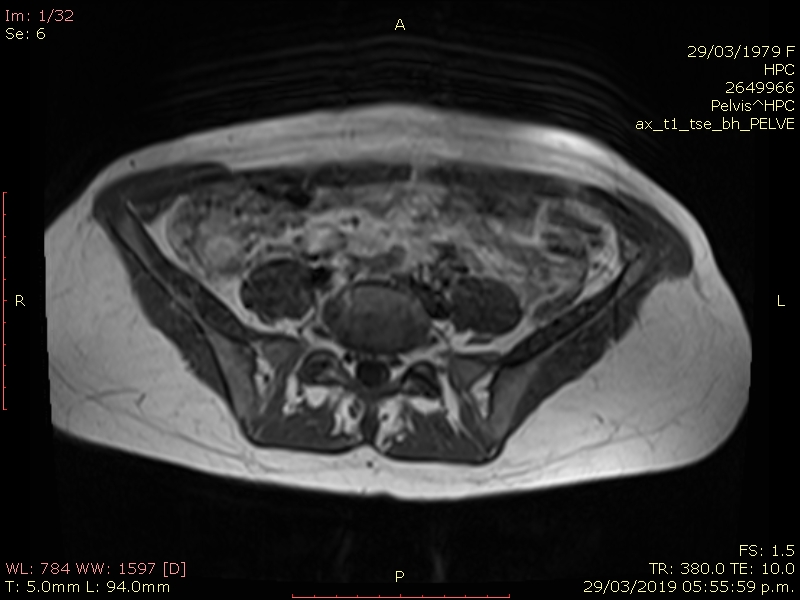 Im: 1/32
Se: 6
A
29/03/1979 F
HPC
2649966
Pelvis^HPC
ax_t1_tse_bh_PELVE
R
L
WL: 784 WW: 1597 [D]
T: 5.0mm L: 94.0mm
P
FS: 1.5
TR: 380.0 TE: 10.0
29/03/2019 05:55:59 p.m.